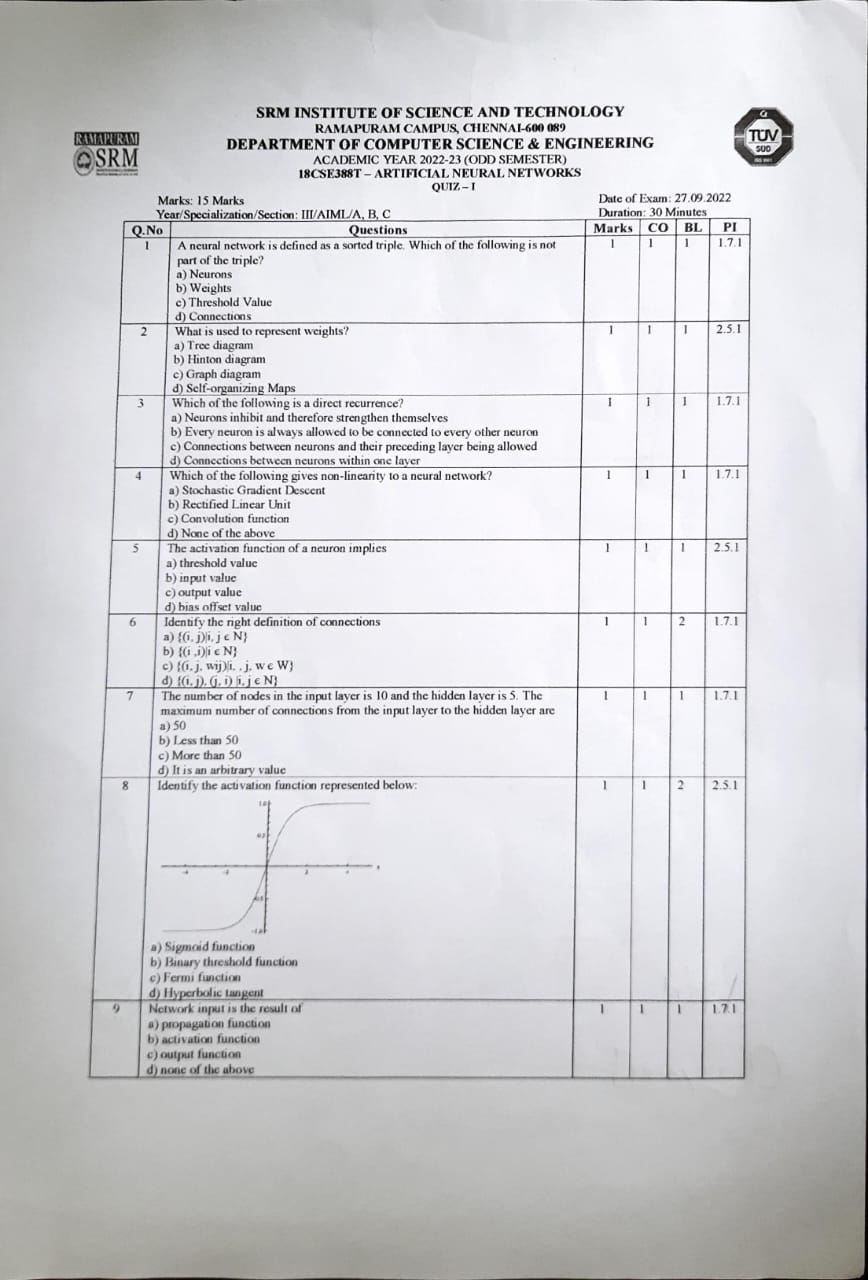 SRM INSTITUTE OF SCIENCE AND TECHNOLOGY
RAMAPURAM CAMPUS, CHENNAI-600 089
DEPARTMENT OF COMPUTER SCIENCE & ENGINEERING
ACADEMIC YEAR 2022-23 (ODD SEMESTER)
18CSE388T – ARTIFICIAL NEURAL NETWORKS
QUIZ – I
RAMAPURAM
SRM
TÜV
SUD
ISO 9001
Marks: 15 Marks
Date of Exam: 27.09.2022
Year/Specialization/Section: III/AIML/A, B, C
Duration: 30 Minutes
Q.No Questions Marks CO BL PI
1 A neural network is defined as a sorted triple. Which of the following is not 1 1 1 1.7.1
part of the triple?
a) Neurons
b) Weights
c) Threshold Value
d) Connections
2 What is used to represent weights? 1 1 1 2.5.1
a) Tree diagram
b) Hinton diagram
c) Graph diagram
d) Self-organizing Maps
3 Which of the following is a direct recurrence? 1 1 1 1.7.1
a) Neurons inhibit and therefore strengthen themselves
b) Every neuron is always allowed to be connected to every other neuron
c) Connections between neurons and their preceding layer being allowed
d) Connections between neurons within one layer
4 Which of the following gives non-linearity to a neural network? 1 1 1 1.7.1
a) Stochastic Gradient Descent
b) Rectified Linear Unit
c) Convolution function
d) None of the above
5 The activation function of a neuron implies 1 1 1 2.5.1
a) threshold value
b) input value
c) output value
d) bias offset value
6 Identify the right definition of connections 1 1 2 1.7.1
a) {(i, j)|i, j ϵ N}
b) {(i ,i)|i ϵ N}
c) {(i, j, wij)|i, , j, w ϵ W}
d) {(i, j), (j, i) |i, j ϵ N}
7 The number of nodes in the input layer is 10 and the hidden layer is 5. The 1 1 1 1.7.1
maximum number of connections from the input layer to the hidden layer are
a) 50
b) Less than 50
c) More than 50
d) It is an arbitrary value
8 Identify the activation function represented below: 1 1 2 2.5.1
a) Sigmoid function
b) Binary threshold function
c) Fermi function
d) Hyperbolic tangent
9 Network input is the result of 1 1 1 1.7.1
a) propagation function
b) activation function
c) output function
d) none of the above